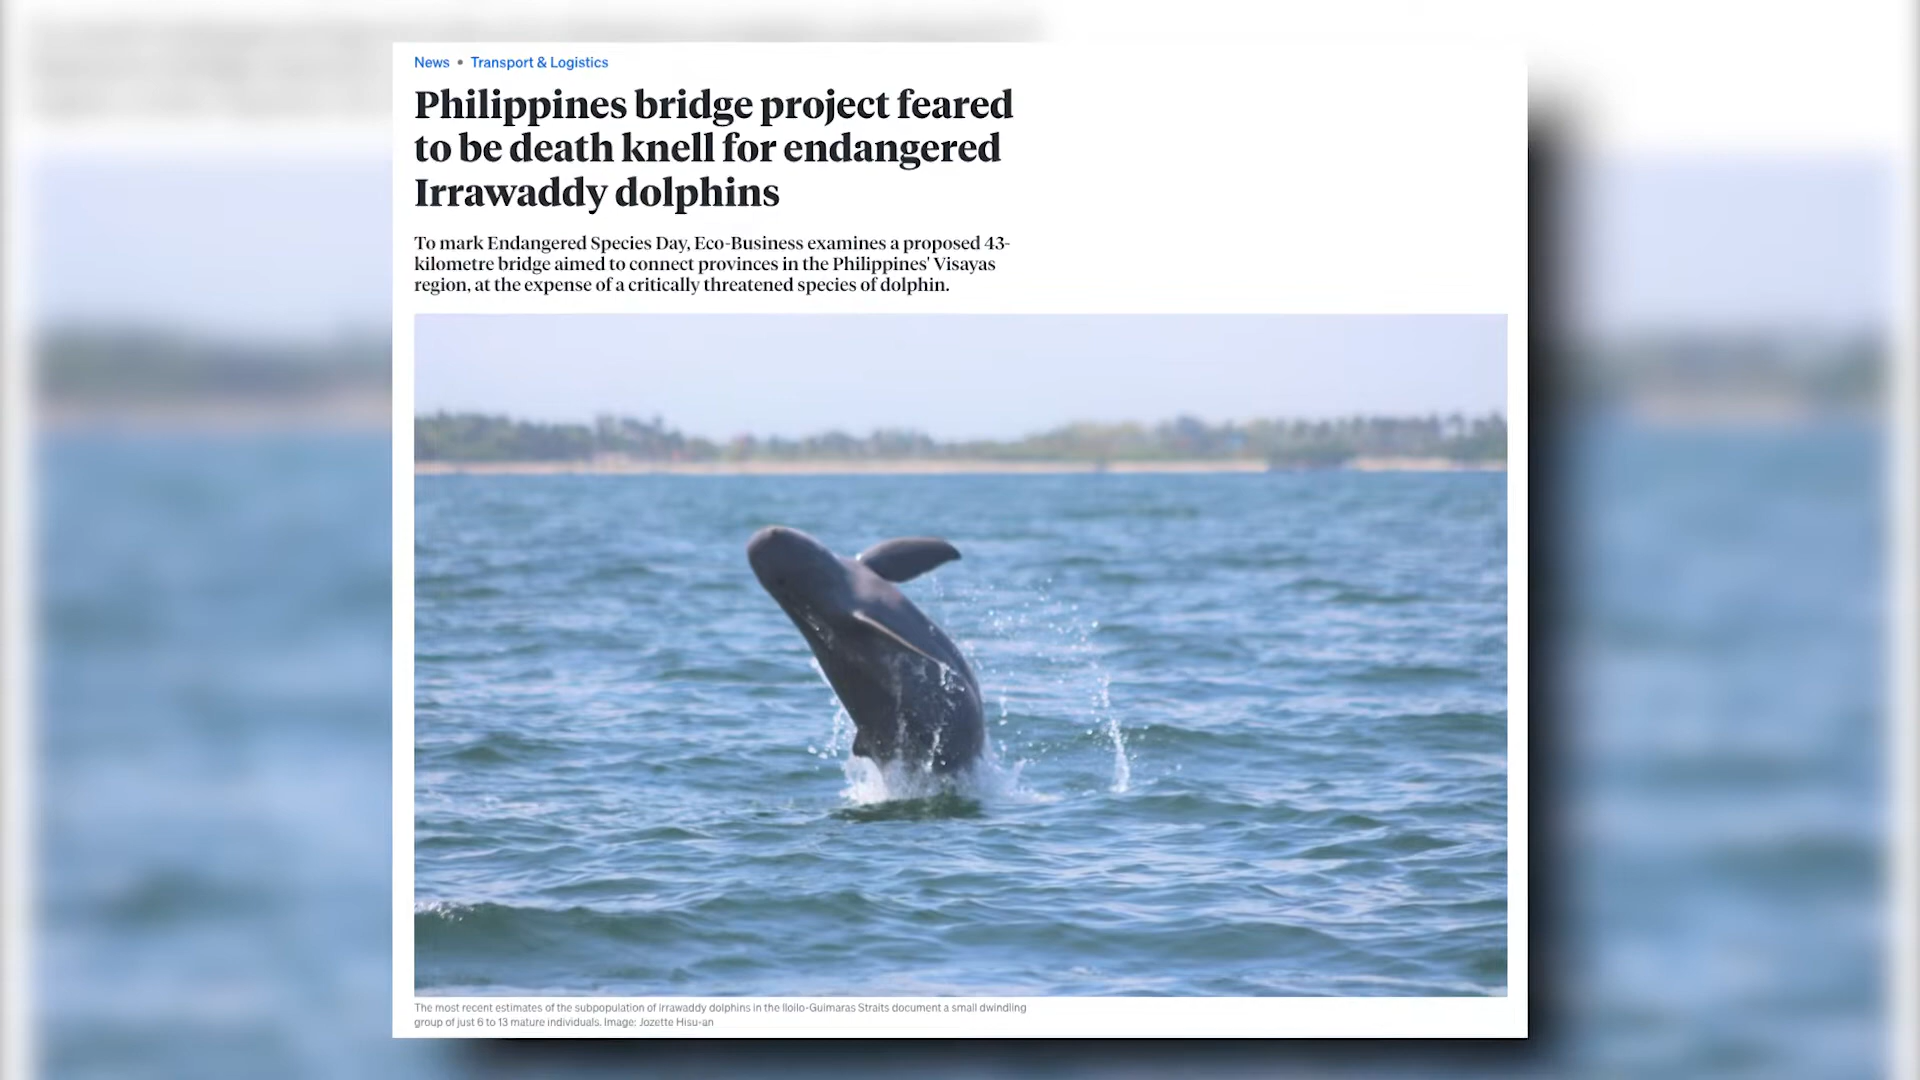 News • Transport & Logistics
Philippines bridge project feared
to be death knell for endangered
Irrawaddy dolphins
To mark Endangered Species Day, Eco-Business examines a proposed 43-
kilometre bridge aimed to connect provinces in the Philippines' Visayas
region, at the expense of a critically threatened species of dolphin.
The most recent estimates of the subpopulation of Irrawaddy dolphins in the Iloilo-Guimaras Straits document a small dwindling
group of just 6 to 13 mature individuals. Image: Jozette Hisu-an